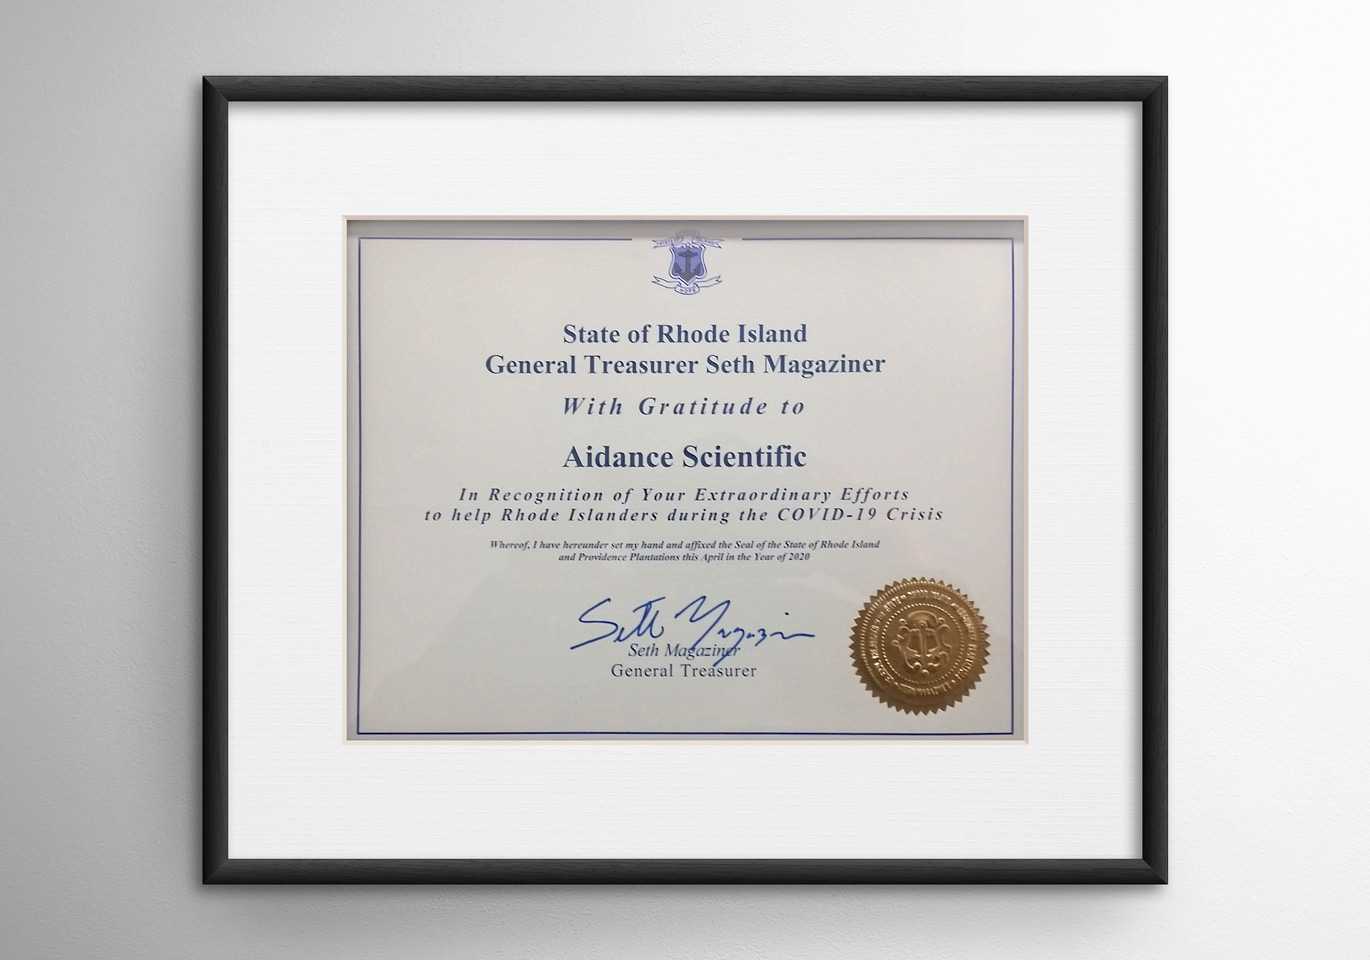 HOPE
State of Rhode Island
General Treasurer Seth Magaziner
With Gratitude to
Aidance Scientific
In Recognition of Your Extraordinary Efforts
to help Rhode Islanders during the COVID-19 Crisis
Whereof, I have hereunder set my hand and affixed the Seal of the State of Rhode Island
and Providence Plantations this April in the Year of 2020
Seth Magaziner
Seth Magaziner
General Treasurer